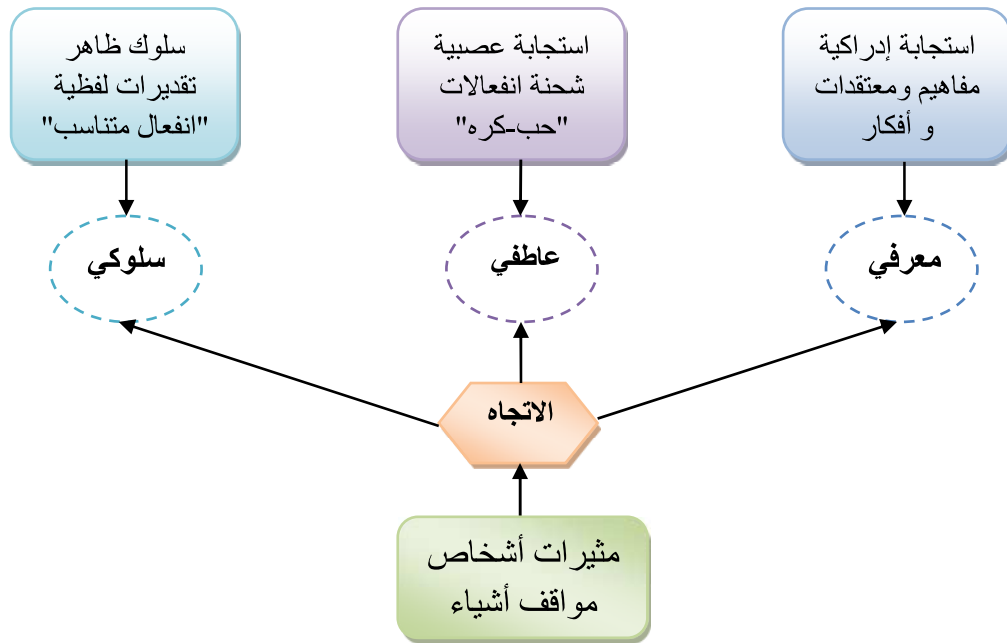 استجابة إدراكية
مفاهيم ومعتقدات
و أفكار
استجابة عصبية
شحنة انفعالات
"حب-كره"
سلوك ظاهر
تقديرات لفظية
"انفعال متناسب"
معرفي
عاطفي
سلوكي
الاتجاه
مثيرات أشخاص
مواقف أشياء